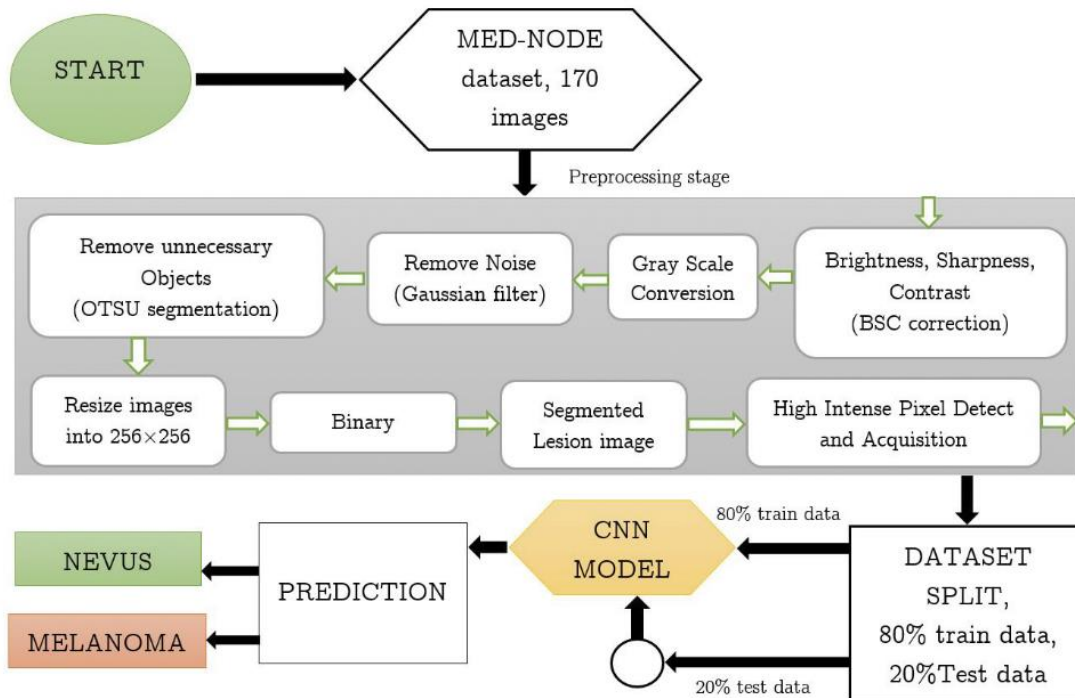 START
MED-NODE
dataset, 170
images
Preprocessing stage
Brightness, Sharpness,
Contrast
(BSC correction)
Gray Scale
Conversion
Remove Noise
(Gaussian filter)
Remove unnecessary
Objects
(OTSU segmentation)
Resize images
into 256×256
Binary
Segmented
Lesion image
High Intense Pixel Detect
and Acquisition
DATASET
SPLIT,
80% train data,
20%Test data
80% train data
20% test data
CNN
MODEL
PREDICTION
NEVUS
MELANOMA